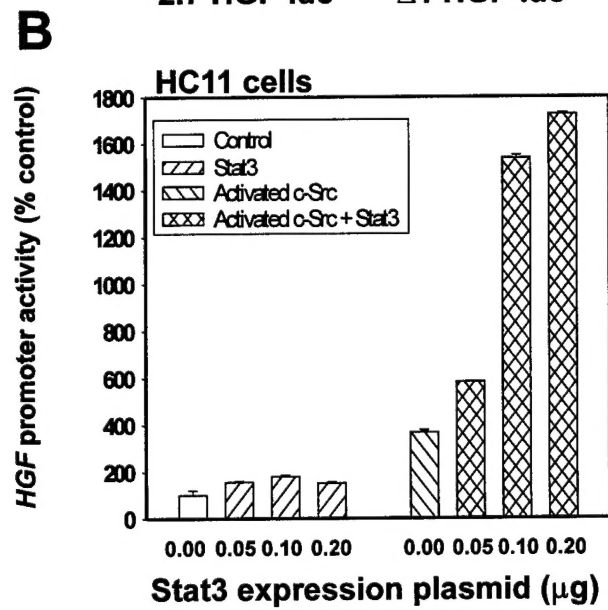 B
HC11 cells
HGF promoter activity (% control)
1800
1600
1400
1200
1000
800
600
400
200
0
Control
Stat3
Activated c-Src
Activated c-Src + Stat3
0.00 0.05 0.10 0.20 0.00 0.05 0.10 0.20
Stat3 expression plasmid (μg)